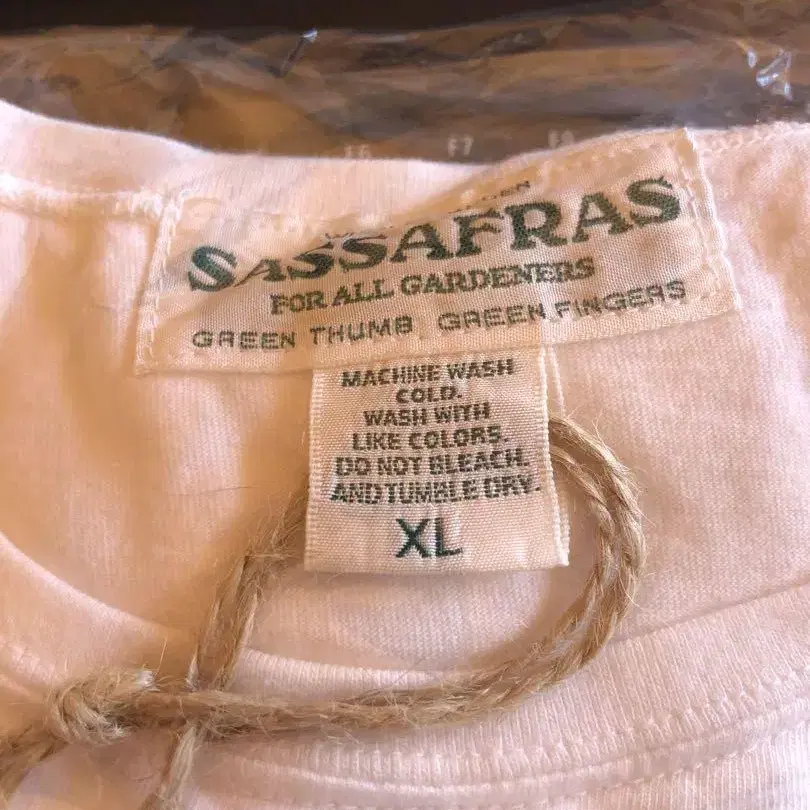 SASSAFRAS
FOR ALL GARDENERS
GREEN THUMB GREEN FINGERS
MACHINE WASH
COLD.
WASH WITH
LIKE COLORS.
DO NOT BLEACH.
AND TUMBLE DRY.
XL